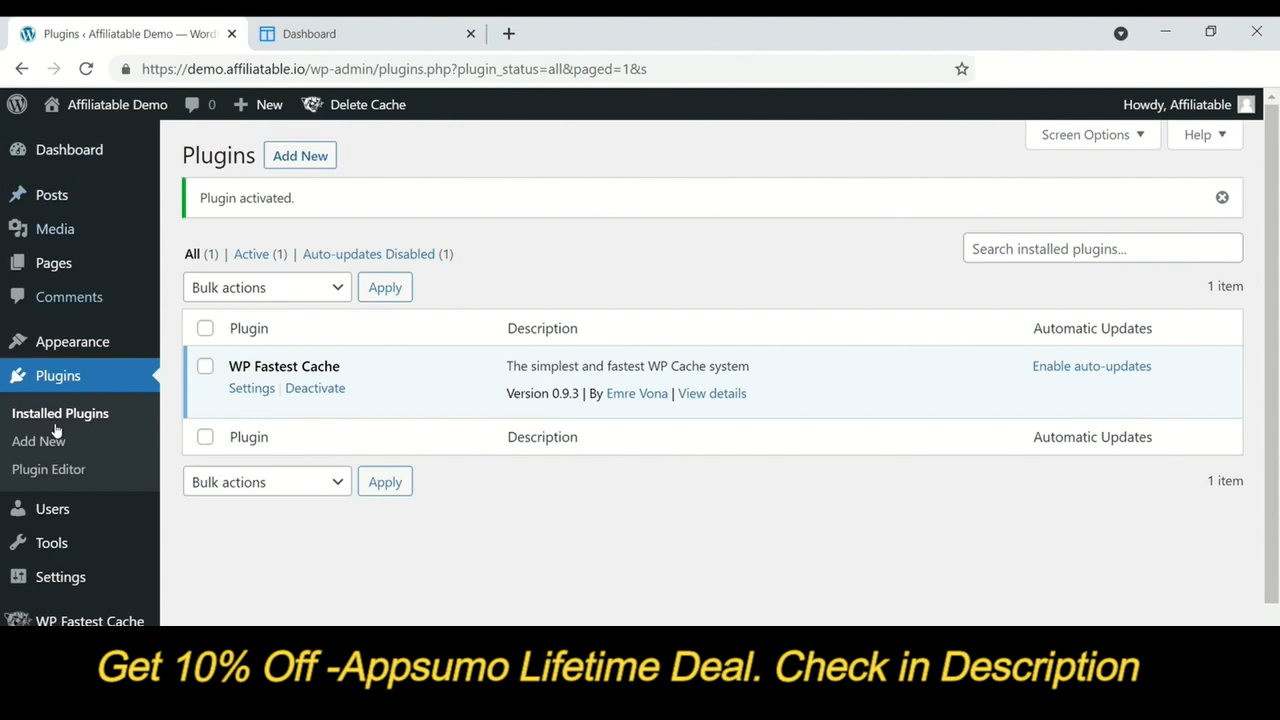 Plugins ‹ Affiliatable Demo — Word
Dashboard
https://demo.affiliatable.io/wp-admin/plugins.php?plugin_status=all&paged=1&s
Affiliatable Demo
0
New
Delete Cache
Howdy, Affiliatable
Dashboard
Posts
Media
Pages
Comments
Appearance
Plugins
Installed Plugins
Add New
Plugin Editor
Users
Tools
Settings
WP Fastest Cache
Screen Options
Help
Plugins
Add New
Plugin activated.
All (1) | Active (1) | Auto-updates Disabled (1)
Search installed plugins...
Bulk actions
Apply
1 item
Plugin
Description
Automatic Updates
WP Fastest Cache
The simplest and fastest WP Cache system
Enable auto-updates
Settings | Deactivate
Version 0.9.3 | By Emre Vona | View details
Plugin
Description
Automatic Updates
Bulk actions
Apply
1 item
Get 10% Off -Appsumo Lifetime Deal. Check in Description